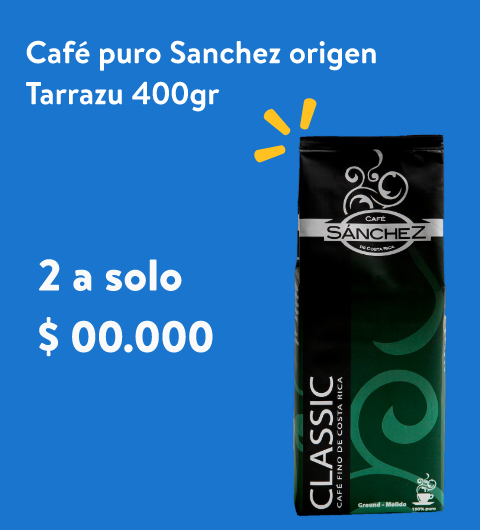 Café puro Sanchez origen
Tarrazu 400gr
2 a solo
$ 00.000
CAFÉ
SÁNCHEZ
DE COSTA RICA
CLASSIC
CAFÉ FINO DE COSTA RICA
Ground - Molido
100% puro